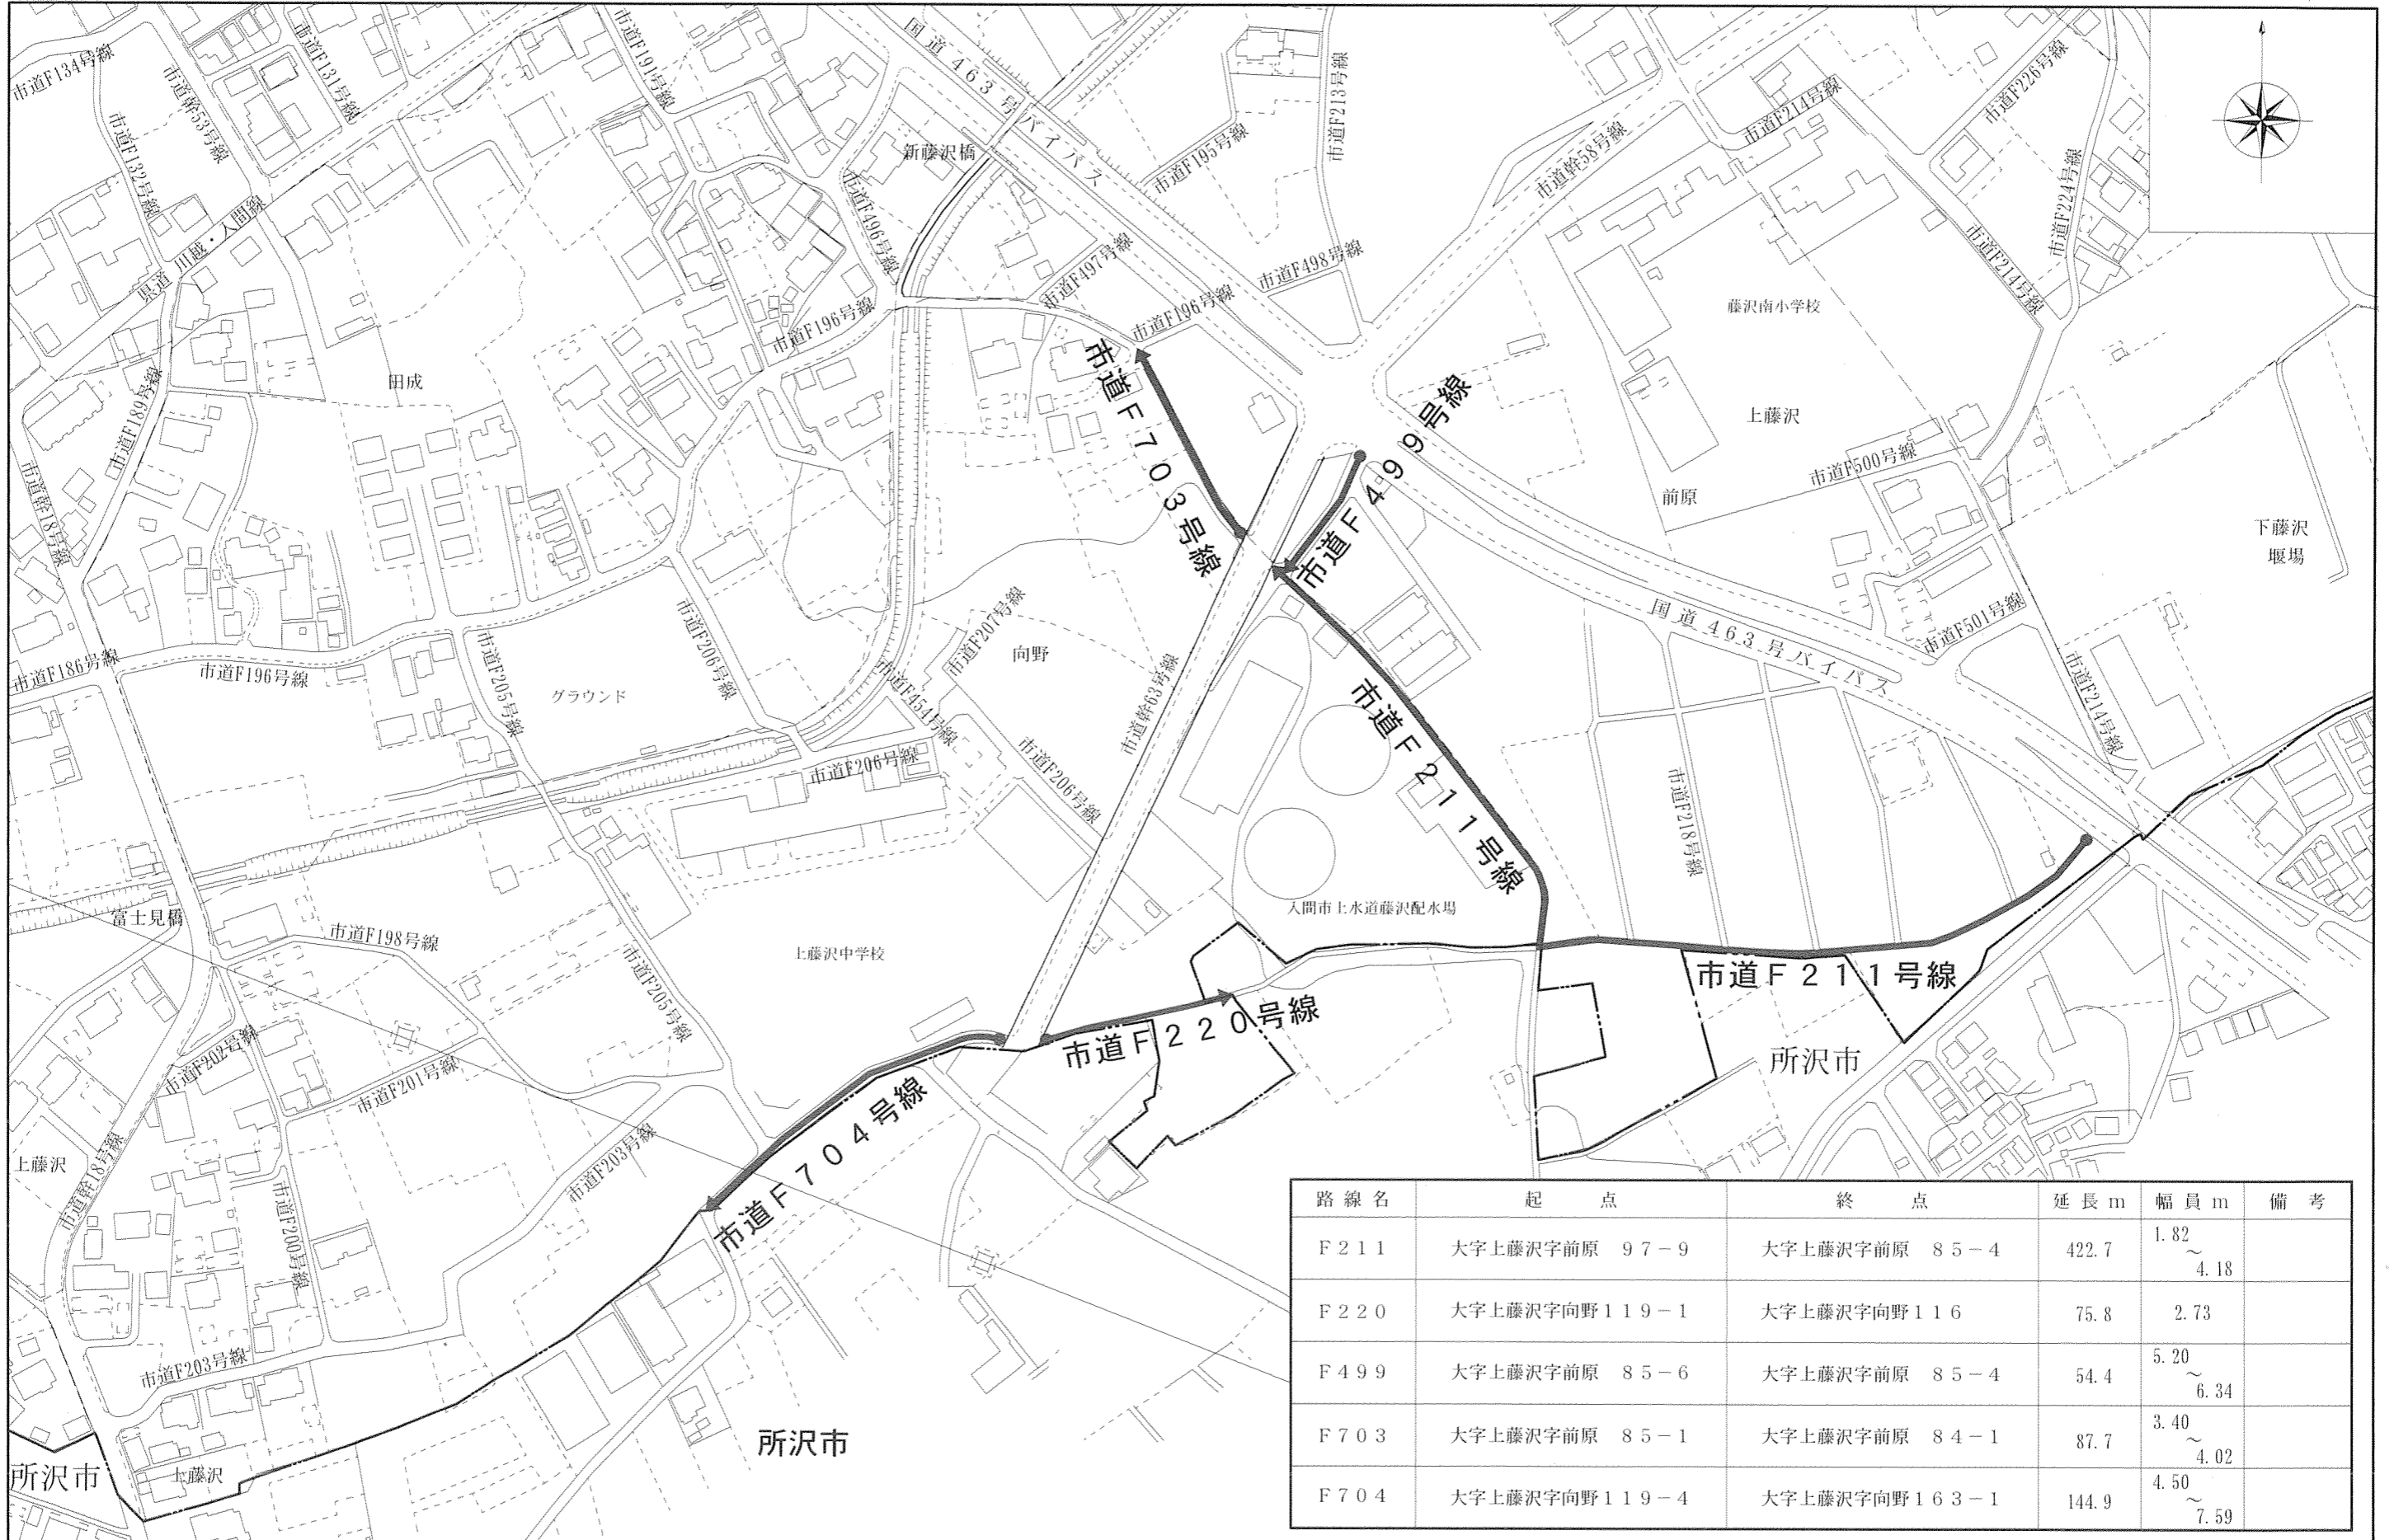 市道F134号線
市道幹53号線
市道F131号線
市道F191号線
国道463号バイパス
市道F213号線
市道F226号線
市道F214号線
市道F195号線
市道幹58号線
市道F132号線
新藤沢橋
市道F496号線
市道F224号線
県道 川越・入間線
市道F497号線
市道F498号線
市道F214号線
市道F196号線
市道F196号線
藤沢南小学校
市道F703号線
市道F499号線
市道F189号線
上藤沢
市道幹18号線
市道F500号線
前原
下藤沢
堰場
市道F207号線
市道F206号線
国道463号バイパス
市道F501号線
市道F186号線
市道F196号線
市道F205号線
グラウンド
向野
市道F454号線
市道幹63号線
市道F211号線
市道F214号線
市道F206号線
市道F206号線
市道F218号線
富士見橋
市道F198号線
入間市上水道藤沢配水場
上藤沢中学校
市道F205号線
市道F211号線
市道F220号線
所沢市
市道F202号線
市道F201号線
市道F704号線
上藤沢
市道幹18号線
市道F203号線
市道F200号線
市道F203号線
所沢市
所沢市
上藤沢
路線名 起点 終点 延長m 幅員m 備考
F211 大字上藤沢字前原 97-9 大字上藤沢字前原 85-4 422.7 1.82~4.18
F220 大字上藤沢字向野119-1 大字上藤沢字向野116 75.8 2.73
F499 大字上藤沢字前原 85-6 大字上藤沢字前原 85-4 54.4 5.20~6.34
F703 大字上藤沢字前原 85-1 大字上藤沢字前原 84-1 87.7 3.40~4.02
F704 大字上藤沢字向野119-4 大字上藤沢字向野163-1 144.9 4.50~7.59